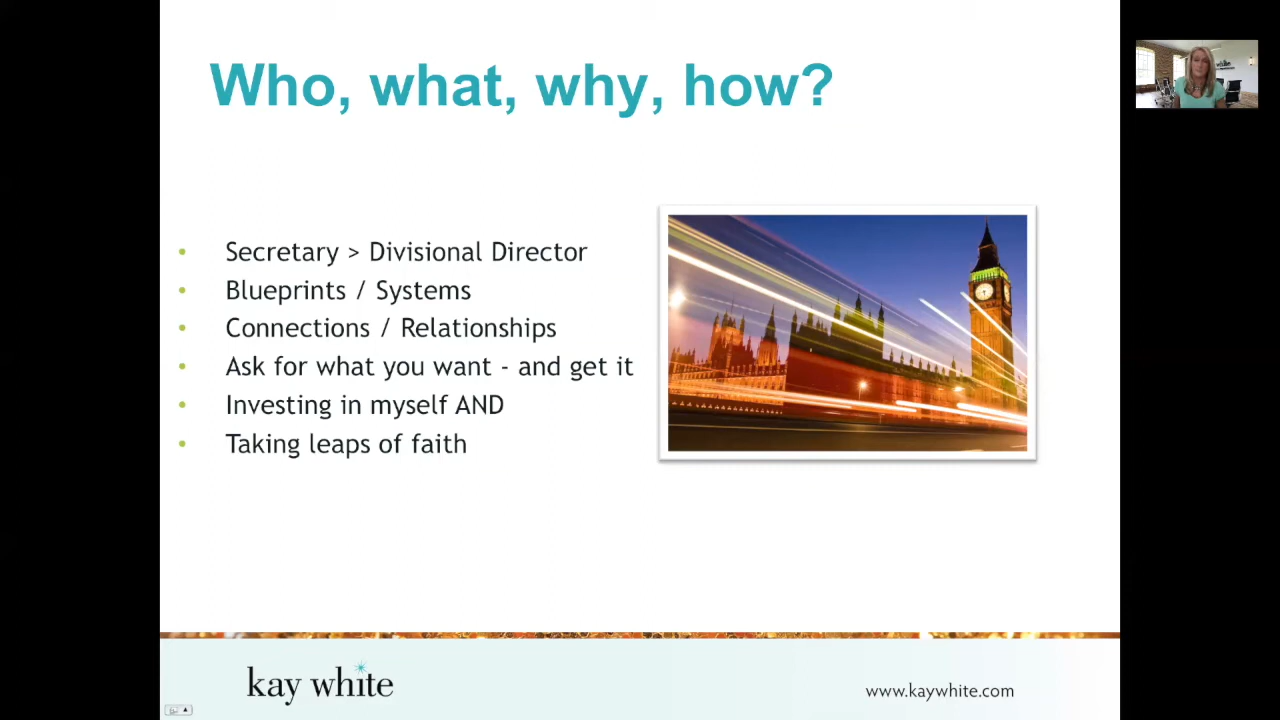 Who, what, why, how?
• Secretary > Divisional Director
• Blueprints / Systems
• Connections / Relationships
• Ask for what you want - and get it
• Investing in myself AND
• Taking leaps of faith
kay white
www.kaywhite.com